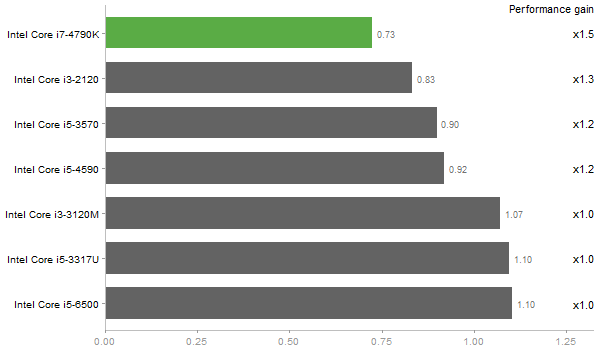 Performance gain
Intel Core i7-4790K 0.73 x1.5
Intel Core i3-2120 0.83 x1.3
Intel Core i5-3570 0.90 x1.2
Intel Core i5-4590 0.92 x1.2
Intel Core i3-3120M 1.07 x1.0
Intel Core i5-3317U 1.10 x1.0
Intel Core i5-6500 1.10 x1.0
0.00 0.25 0.50 0.75 1.00 1.25